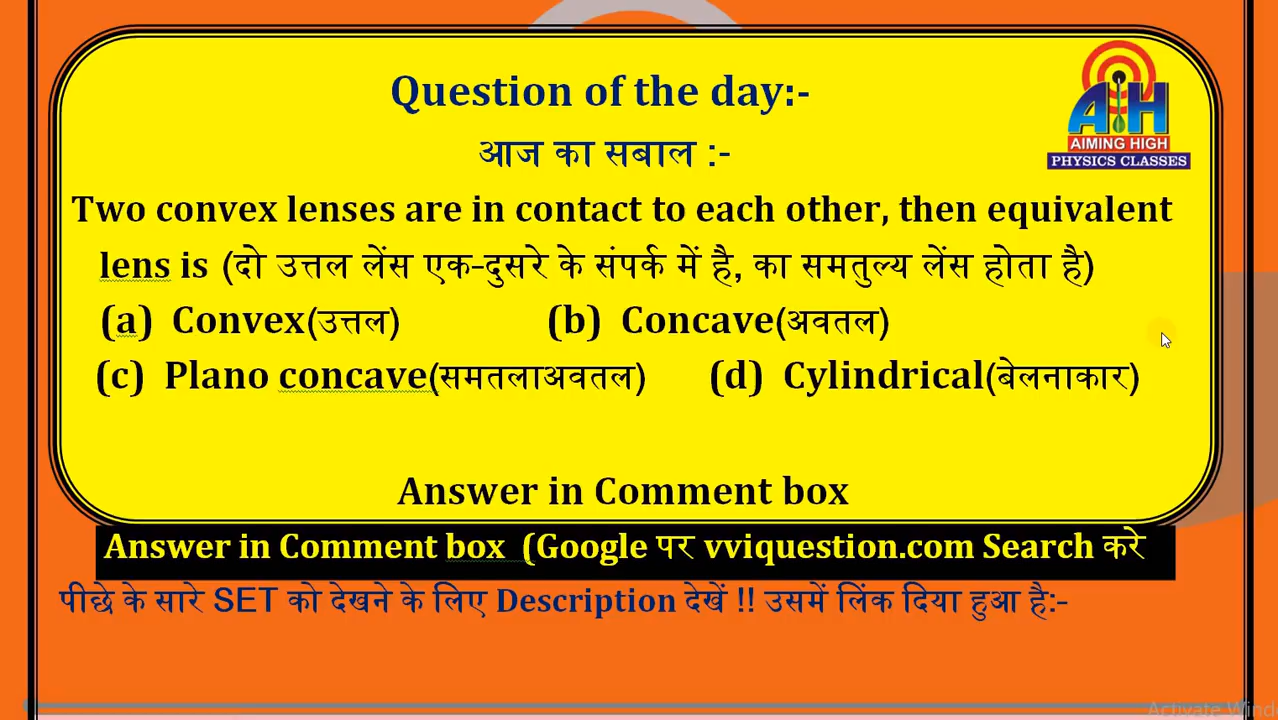 Question of the day:-
आज का सबाल :-
AIMING HIGH
PHYSICS CLASSES
Two convex lenses are in contact to each other, then equivalent
lens is (दो उत्तल लेंस एक-दुसरे के संपर्क में है, का समतुल्य लेंस होता है)
(a) Convex(उत्तल) (b) Concave(अवतल)
(c) Plano concave(समतलाअवतल) (d) Cylindrical(बेलनाकार)
Answer in Comment box
Answer in Comment box (Google पर vviquestion.com Search करे
पीछे के सारे SET को देखने के लिए Description देखें !! उसमें लिंक दिया हुआ है:-